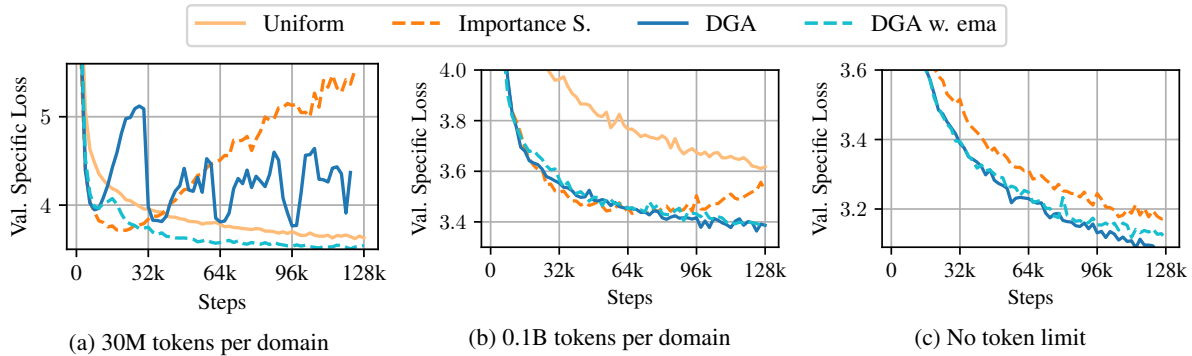 Uniform Importance S. DGA DGA w. ema
Val. Specific Loss
5
4
0 32k 64k 96k 128k
Steps
(a) 30M tokens per domain
Val. Specific Loss
4.0
3.8
3.6
3.4
0 32k 64k 96k 128k
Steps
(b) 0.1B tokens per domain
Val. Specific Loss
3.6
3.4
3.2
0 32k 64k 96k 128k
Steps
(c) No token limit